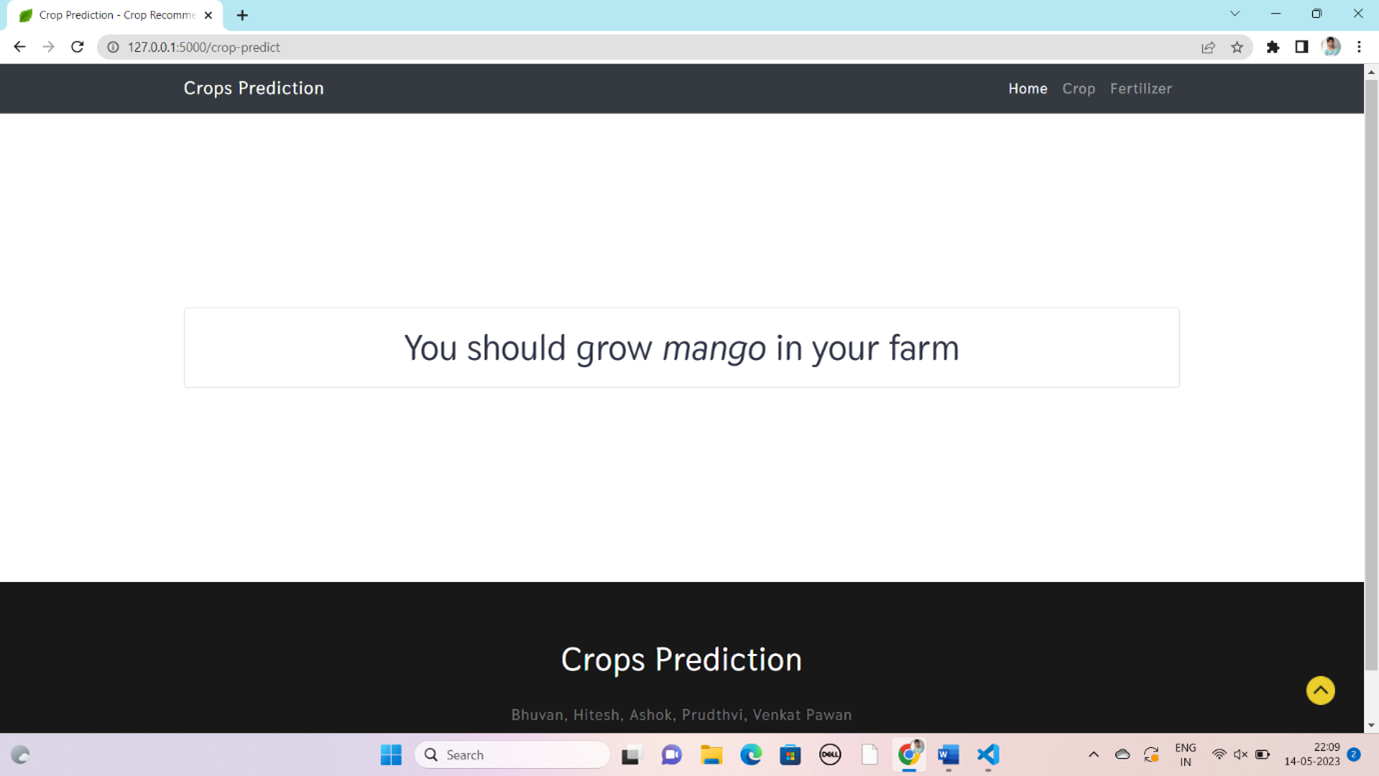 Crop Prediction - Crop Recomme
127.0.0.1:5000/crop-predict
Crops Prediction
Home Crop Fertilizer
You should grow mango in your farm
Crops Prediction
Bhuvan, Hitesh, Ashok, Prudthvi, Venkat Pawan
Search
DELL
W
ENG
IN
22:09
14-05-2023
2